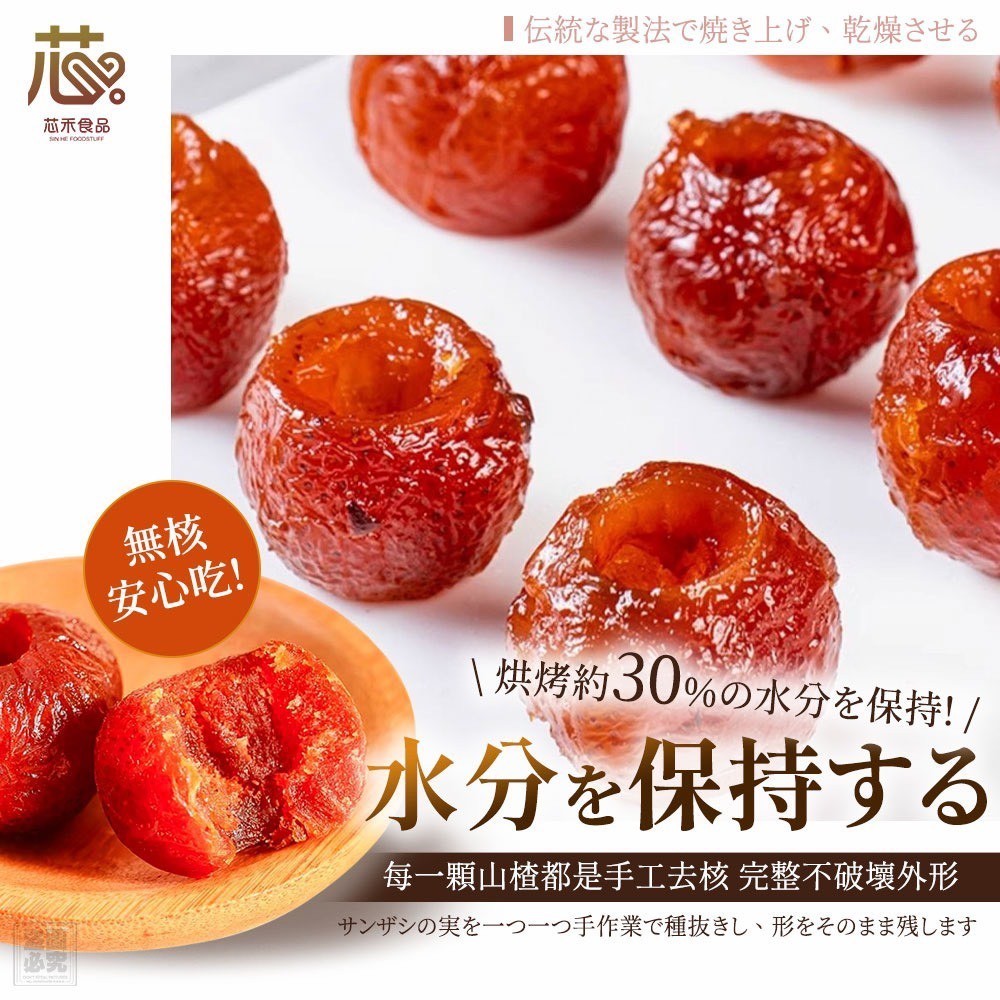 伝統な製法で焼き上げ、乾燥させる
芯
芯禾食品
SIN HE FOODSTUFF
無核
安心吃!
\ 烘烤約30%の水分を保持! /
水分を保持する
每一顆山楂都是手工去核 完整不破壞外形
サンザシの実を一つ一つ手作業で種抜きし、形をそのまま残します
必究